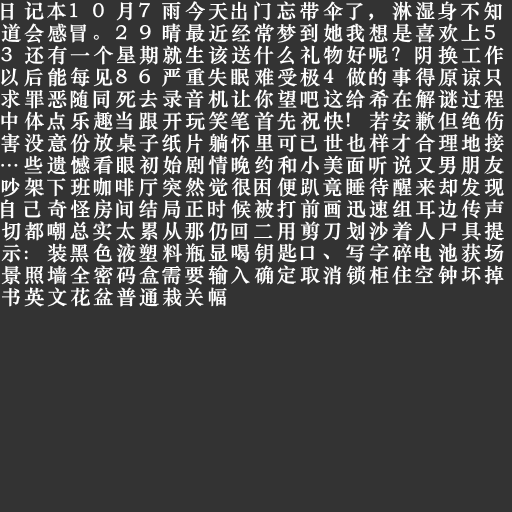 日记本10月7雨今天出门忘带伞了，淋湿身不知
道会感冒。29晴最近经常梦到她我想是喜欢上5
3还有一个星期就生该送什么礼物好呢？阴换工作
以后能每见86严重失眠难受极4做的事得原谅只
求罪恶随同死去录音机让你望吧这给希在解谜过程
中体点乐趣当跟开玩笑笔首先祝快！若安歉但绝伤
害没意份放桌子纸片躺怀里可已世也样才合理地接
…些遗憾看眼初始剧情晚约和小美面听说又男朋友
吵架下班咖啡厅突然觉很困便趴竟睡待醒来却发现
自己奇怪房间结局正时候被打前画迅速组耳边传声
切都嘲总实太累从那仍回二用剪刀划沙着人尸具提
示：装黑色液塑料瓶显喝钥匙口、写字碎电池获场
景照墙全密码盒需要输入确定取消锁柜住空钟坏掉
书英文花盆普通栽关幅